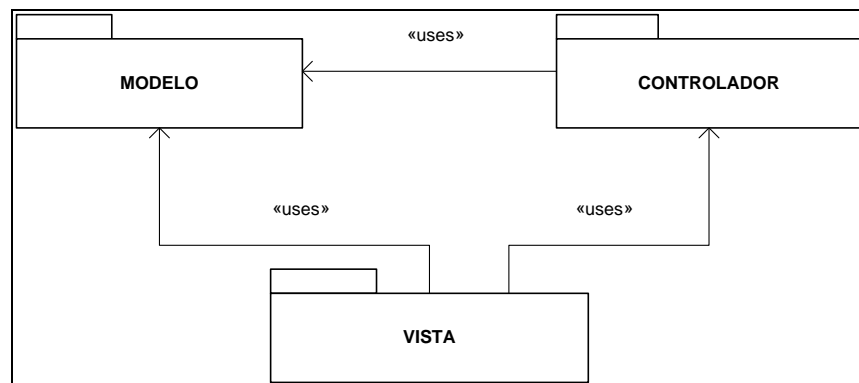 «uses»
MODELO
CONTROLADOR
«uses»
«uses»
VISTA